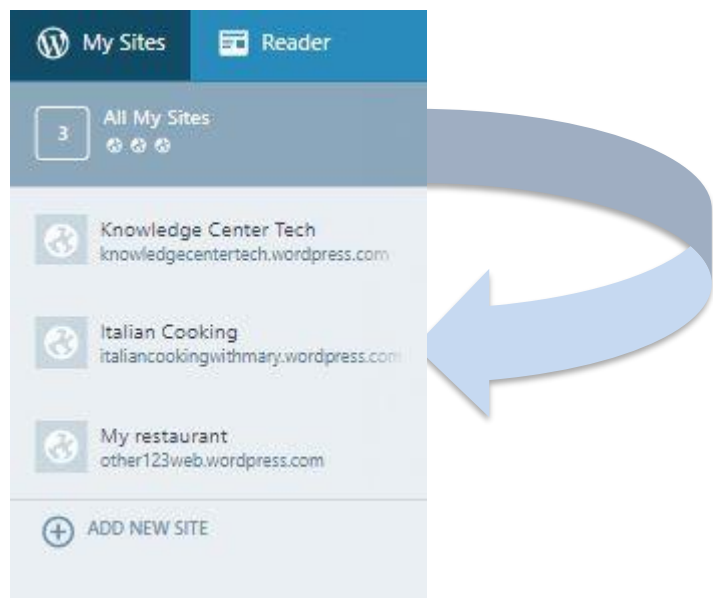 My Sites Reader
3 All My Sites
Knowledge Center Tech
knowledgecentertech.wordpress.com
Italian Cooking
italiancookingwithmary.wordpress.com
My restaurant
other123web.wordpress.com
ADD NEW SITE